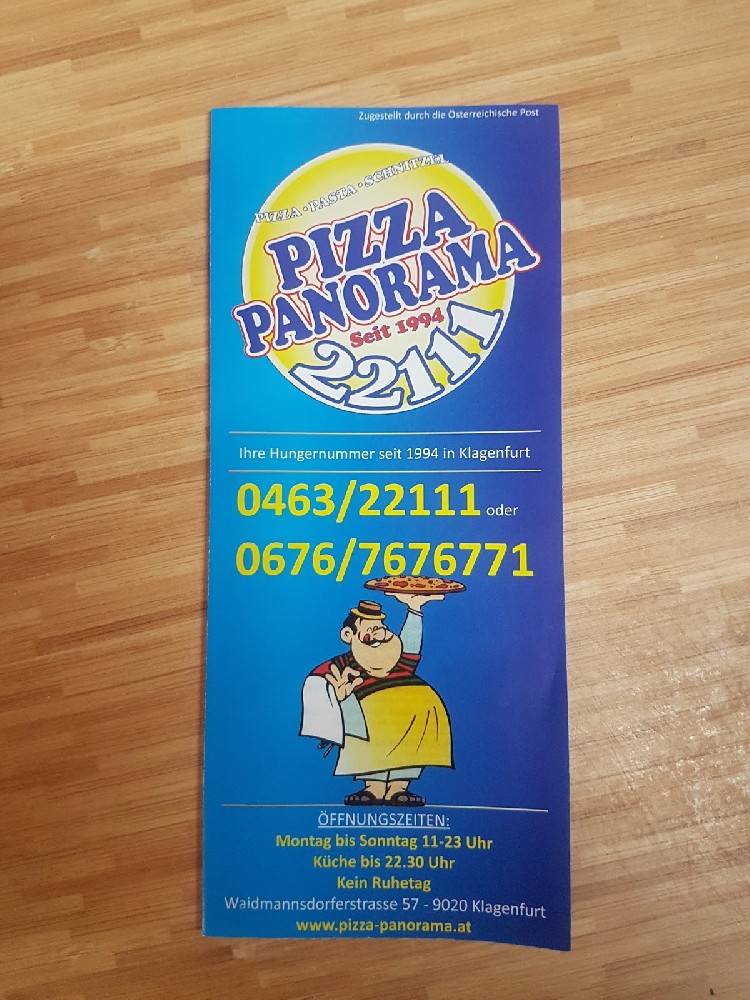 Zugestellt durch die Österreichische Post
PIZZA · PASTA · SCHNITZEL
PIZZA
PANORAMA
Seit 1994
22111
Ihre Hungernummer seit 1994 in Klagenfurt
0463/22111 oder
0676/7676771
ÖFFNUNGSZEITEN:
Montag bis Sonntag 11-23 Uhr
Küche bis 22.30 Uhr
Kein Ruhetag
Waidmannsdorferstrasse 57 - 9020 Klagenfurt
www.pizza-panorama.at